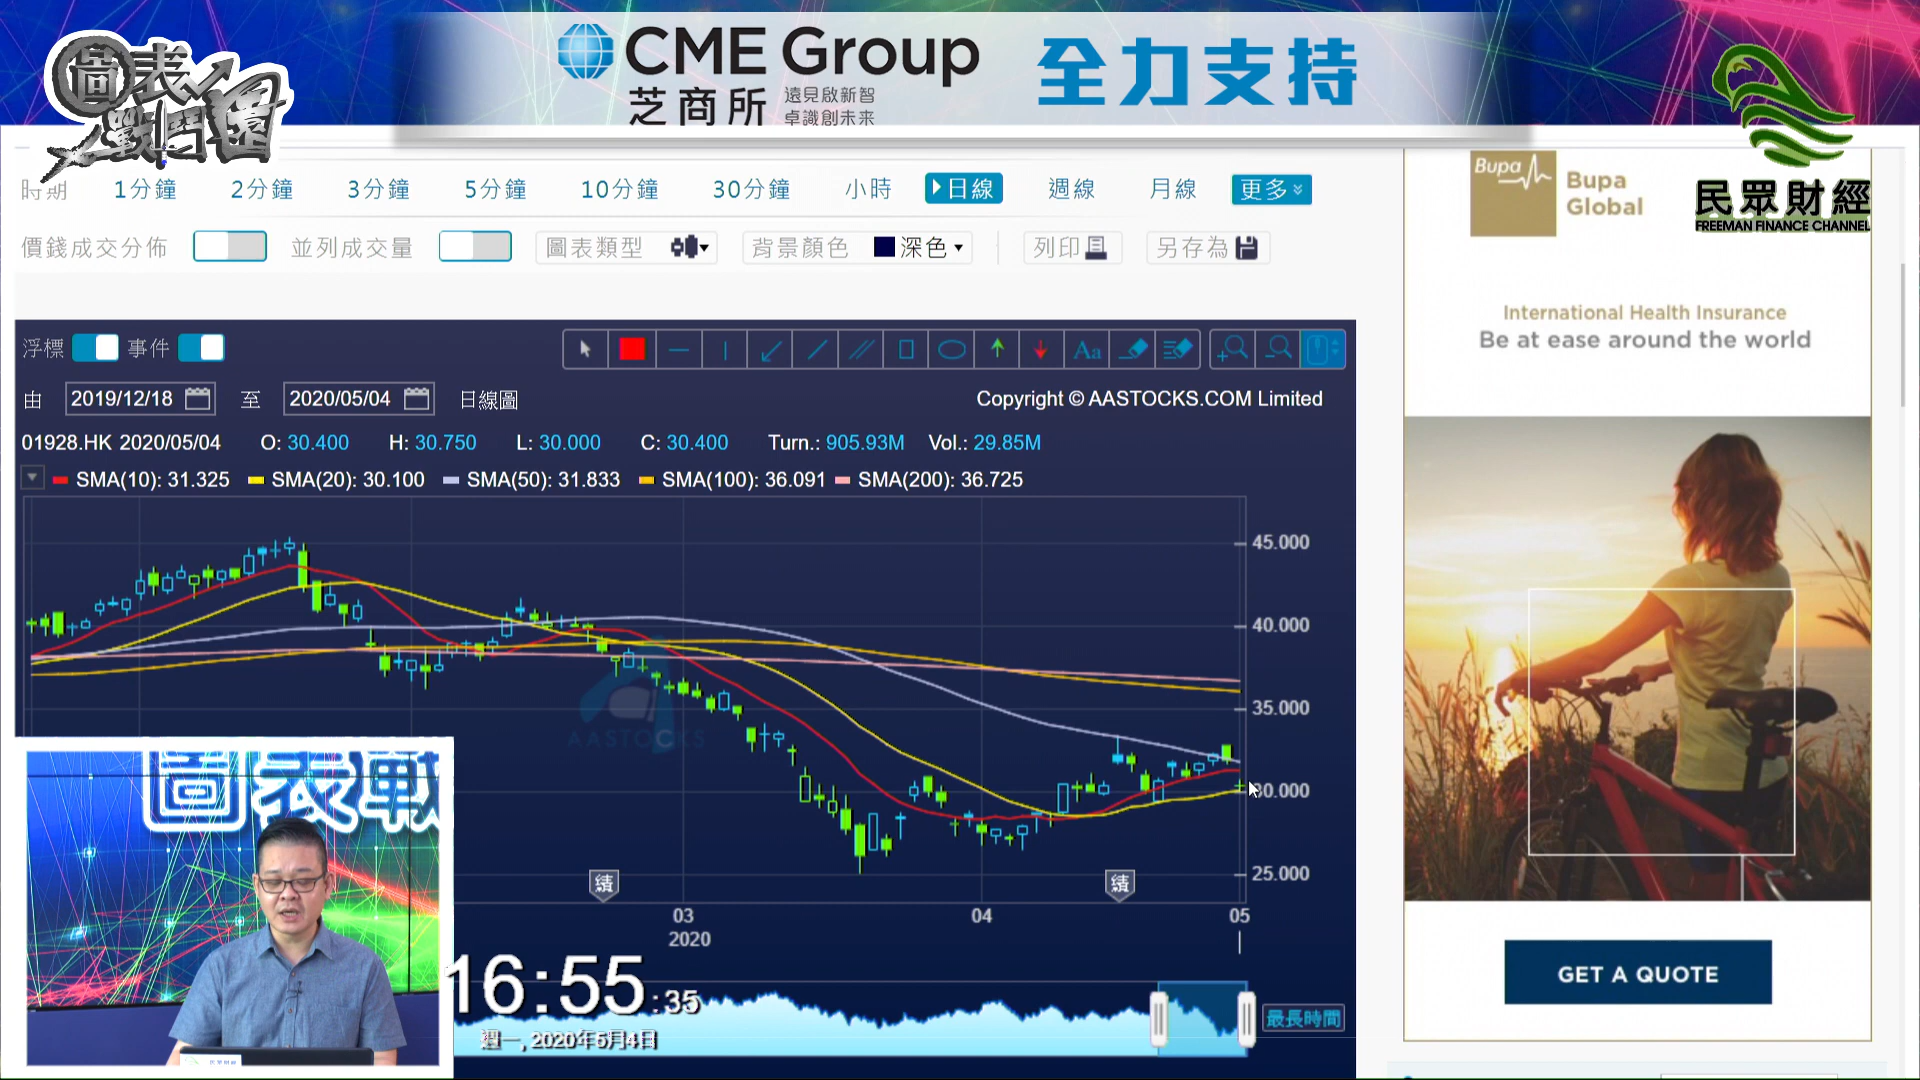 圖表
戰鬥圈
CME Group
芝商所
遠見啟新智
卓識創未來
全力支持
民眾財經
FREEMAN FINANCE CHANNEL
時期 1分鐘 2分鐘 3分鐘 5分鐘 10分鐘 30分鐘 小時 日線 週線 月線 更多
價錢成交分佈 並列成交量 圖表類型 背景顏色 深色 列印 另存為
浮標 事件 Aa
由 2019/12/18 至 2020/05/04 日線圖 Copyright © AASTOCKS.COM Limited
01928.HK 2020/05/04 O: 30.400 H: 30.750 L: 30.000 C: 30.400 Turn.: 905.93M Vol.: 29.85M
SMA(10): 31.325 SMA(20): 30.100 SMA(50): 31.833 SMA(100): 36.091 SMA(200): 36.725
45.000
40.000
35.000
30.000
25.000
AASTOCKS
績 績
03 04 05
2020
圖表戰
16:55:35
週一, 2020年5月4日
最長時間
Bupa
Bupa
Global
International Health Insurance
Be at ease around the world
GET A QUOTE